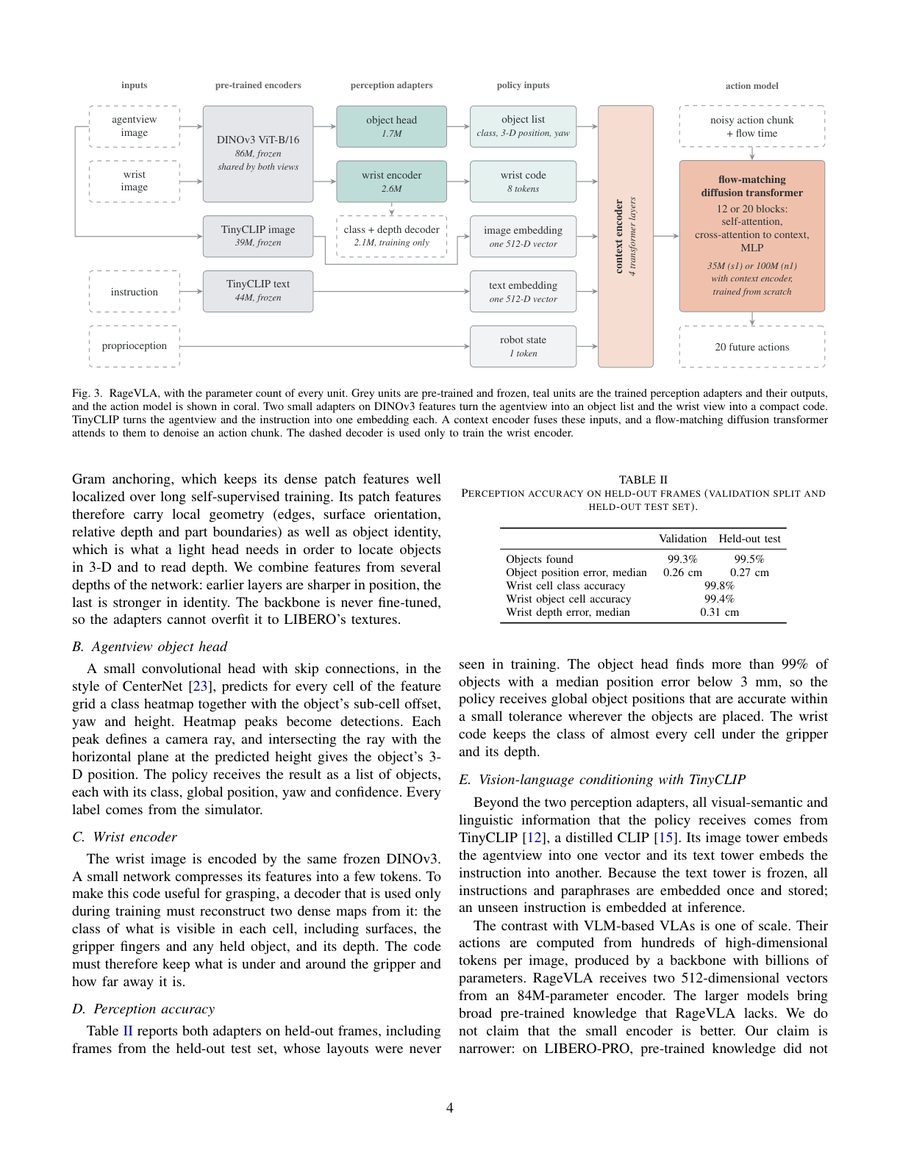 inputs
pre-trained encoders
perception adapters
policy inputs
action model
agentview
image
DINOv3 ViT-B/16
86M, frozen
shared by both views
object head
1.7M
object list
class, 3-D position, yaw
noisy action chunk
+ flow time
wrist
image
wrist encoder
2.6M
wrist code
8 tokens
TinyCLIP image
39M, frozen
class + depth decoder
2.1M, training only
image embedding
one 512-D vector
instruction
TinyCLIP text
44M, frozen
text embedding
one 512-D vector
proprioception
robot state
1 token
context encoder
4 transformer layers
flow-matching
diffusion transformer
12 or 20 blocks:
self-attention,
cross-attention to context,
MLP
35M (s1) or 100M (n1)
with context encoder,
trained from scratch
20 future actions
Fig. 3. RageVLA, with the parameter count of every unit. Grey units are pre-trained and frozen, teal units are the trained perception adapters and their outputs,
and the action model is shown in coral. Two small adapters on DINOv3 features turn the agentview into an object list and the wrist view into a compact code.
TinyCLIP turns the agentview and the instruction into one embedding each. A context encoder fuses these inputs, and a flow-matching diffusion transformer
attends to them to denoise an action chunk. The dashed decoder is used only to train the wrist encoder.
Gram anchoring, which keeps its dense patch features well
localized over long self-supervised training. Its patch features
therefore carry local geometry (edges, surface orientation,
relative depth and part boundaries) as well as object identity,
which is what a light head needs in order to locate objects
in 3-D and to read depth. We combine features from several
depths of the network: earlier layers are sharper in position, the
last is stronger in identity. The backbone is never fine-tuned,
so the adapters cannot overfit it to LIBERO's textures.
B. Agentview object head
A small convolutional head with skip connections, in the
style of CenterNet [23], predicts for every cell of the feature
grid a class heatmap together with the object's sub-cell offset,
yaw and height. Heatmap peaks become detections. Each
peak defines a camera ray, and intersecting the ray with the
horizontal plane at the predicted height gives the object's 3-
D position. The policy receives the result as a list of objects,
each with its class, global position, yaw and confidence. Every
label comes from the simulator.
C. Wrist encoder
The wrist image is encoded by the same frozen DINOv3.
A small network compresses its features into a few tokens. To
make this code useful for grasping, a decoder that is used only
during training must reconstruct two dense maps from it: the
class of what is visible in each cell, including surfaces, the
gripper fingers and any held object, and its depth. The code
must therefore keep what is under and around the gripper and
how far away it is.
D. Perception accuracy
Table II reports both adapters on held-out frames, including
frames from the held-out test set, whose layouts were never
TABLE II
PERCEPTION ACCURACY ON HELD-OUT FRAMES (VALIDATION SPLIT AND
HELD-OUT TEST SET).
Validation Held-out test
Objects found 99.3% 99.5%
Object position error, median 0.26 cm 0.27 cm
Wrist cell class accuracy 99.8%
Wrist object cell accuracy 99.4%
Wrist depth error, median 0.31 cm
seen in training. The object head finds more than 99% of
objects with a median position error below 3 mm, so the
policy receives global object positions that are accurate within
a small tolerance wherever the objects are placed. The wrist
code keeps the class of almost every cell under the gripper
and its depth.
E. Vision-language conditioning with TinyCLIP
Beyond the two perception adapters, all visual-semantic and
linguistic information that the policy receives comes from
TinyCLIP [12], a distilled CLIP [15]. Its image tower embeds
the agentview into one vector and its text tower embeds the
instruction into another. Because the text tower is frozen, all
instructions and paraphrases are embedded once and stored;
an unseen instruction is embedded at inference.
The contrast with VLM-based VLAs is one of scale. Their
actions are computed from hundreds of high-dimensional
tokens per image, produced by a backbone with billions of
parameters. RageVLA receives two 512-dimensional vectors
from an 84M-parameter encoder. The larger models bring
broad pre-trained knowledge that RageVLA lacks. We do
not claim that the small encoder is better. Our claim is
narrower: on LIBERO-PRO, pre-trained knowledge did not
4